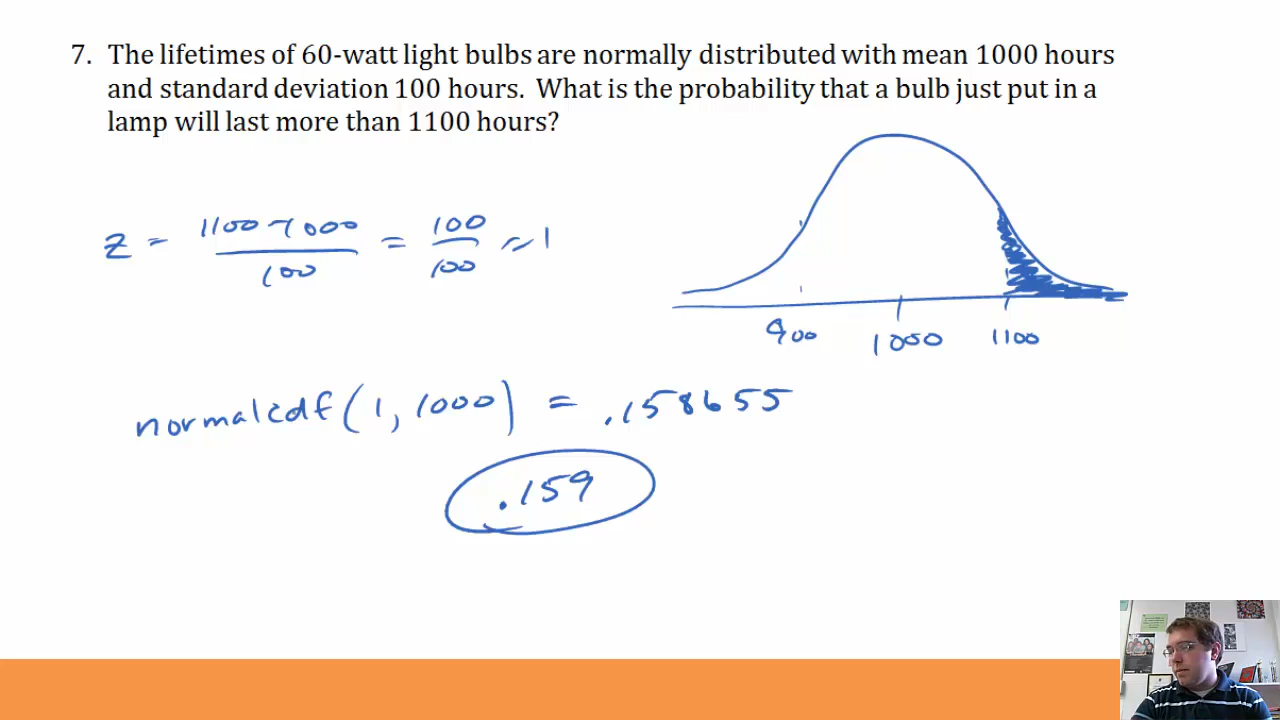 7. The lifetimes of 60-watt light bulbs are normally distributed with mean 1000 hours
and standard deviation 100 hours. What is the probability that a bulb just put in a
lamp will last more than 1100 hours?
z = 1100-1000 / 100 = 100 / 100 = 1
900 1000 1100
normalcdf(1, 1000) = .158655
.159